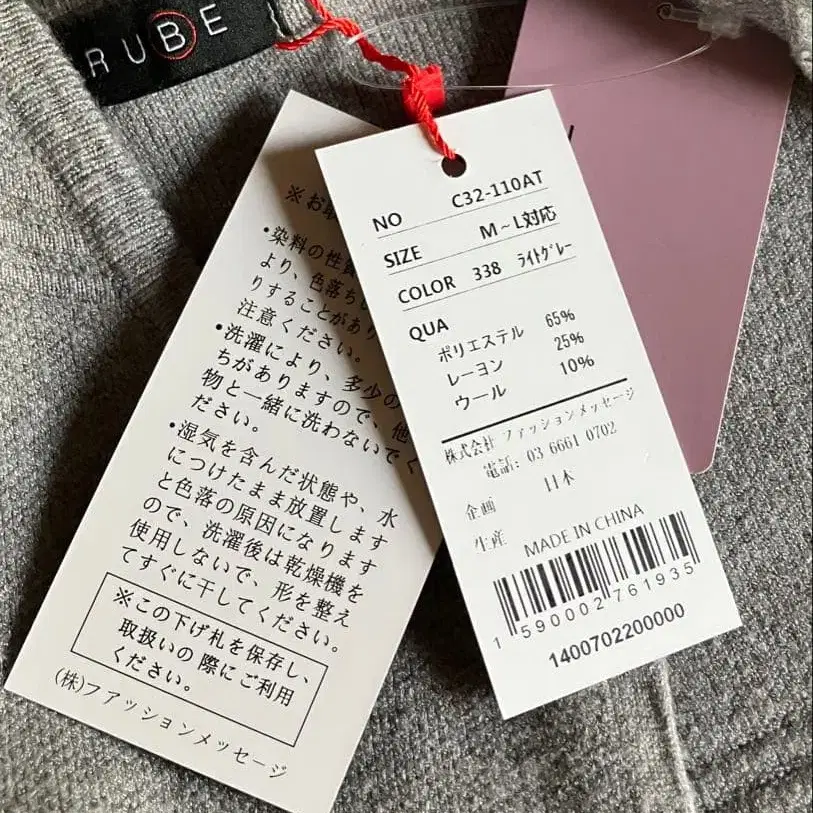 RUBE
※お取
・染料の性質
より、色落ちし
りすることがあり
注意ください。
・洗濯により、多少の
ちがありますので、他
物と一緒に洗わないでく
ださい。
・湿気を含んだ状態や、水
につけたまま放置します
と色落の原因になります
ので、洗濯後は乾燥機を
使用しないで、形を整え
てすぐに干してください。
※この下げ札を保存し、
取扱いの 際にご利用
ください。
(株)ファッションメッセージ
NO C32-110AT
SIZE M～L対応
COLOR 338 ﾗｲﾄｸﾞﾚｰ
QUA
ポリエステル 65%
レーヨン 25%
ウール 10%
株式会社 ファッションメッセージ
電話: 03 6661 0702
企画 日本
生産 MADE IN CHINA
1 590002 761935
1400702200000